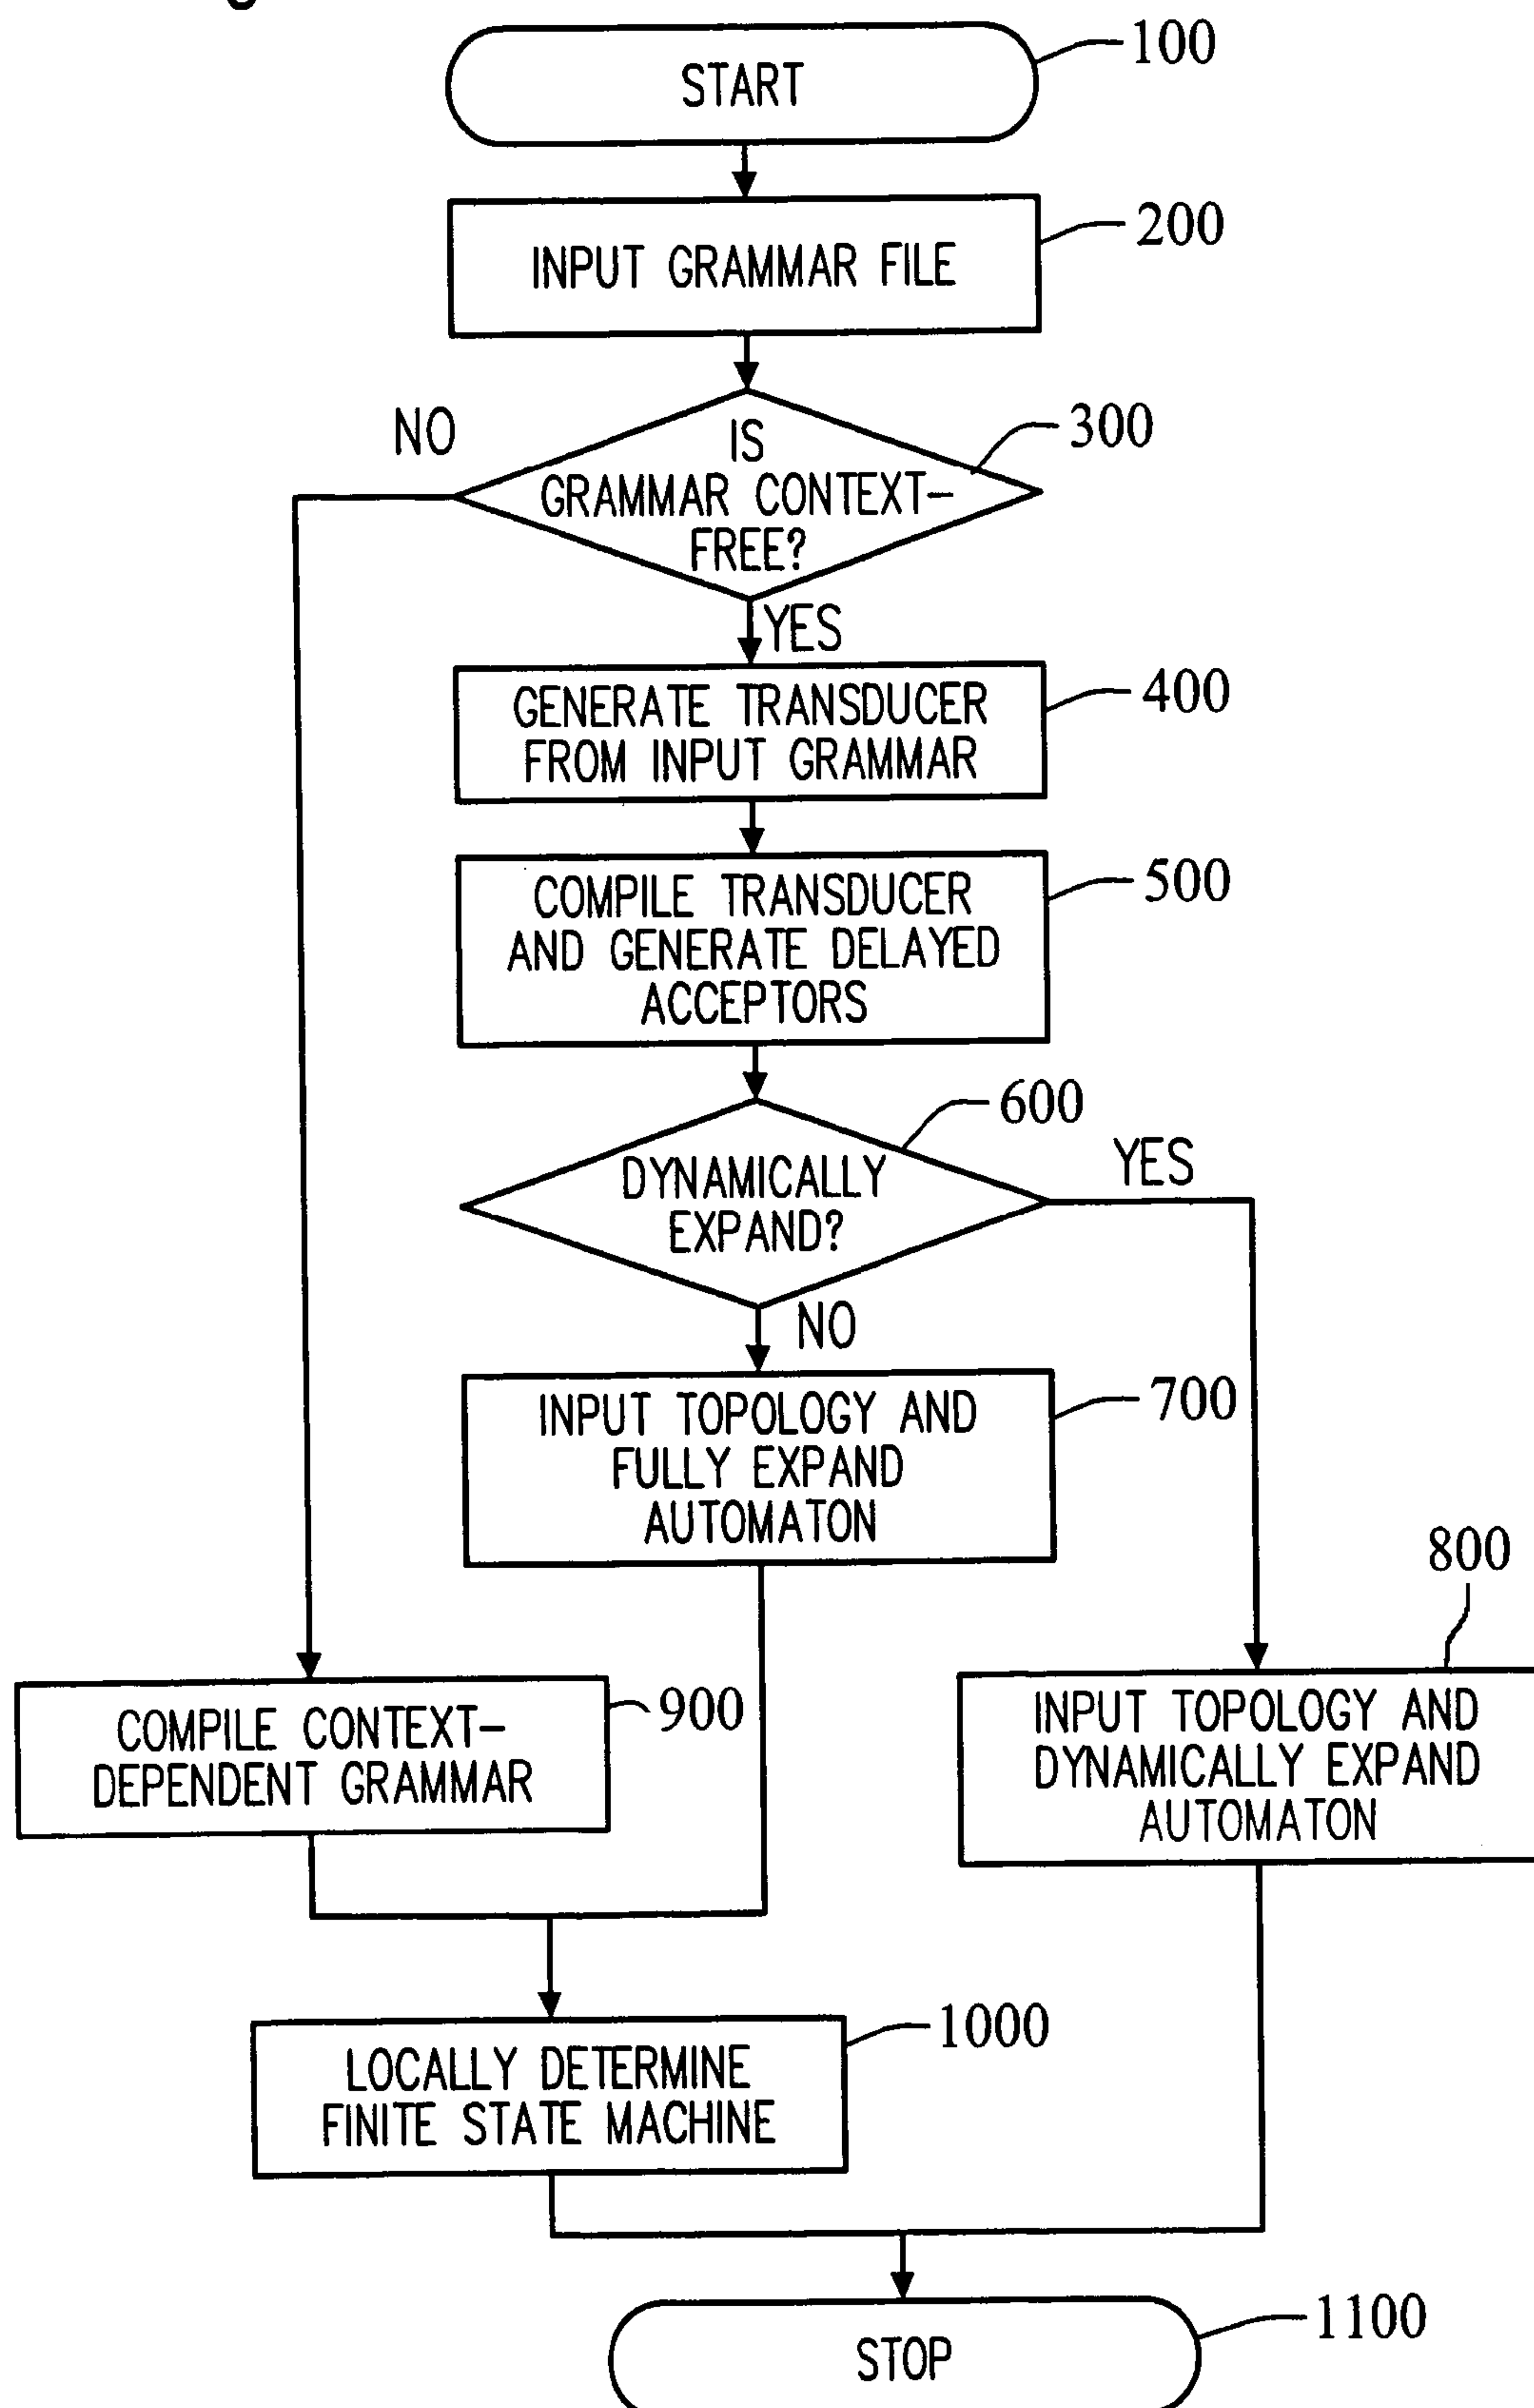 START
100
INPUT GRAMMAR FILE
200
NO
IS
GRAMMAR CONTEXT-
FREE?
300
YES
GENERATE TRANSDUCER
FROM INPUT GRAMMAR
400
COMPILE TRANSDUCER
AND GENERATE DELAYED
ACCEPTORS
500
DYNAMICALLY
EXPAND?
600
YES
NO
INPUT TOPOLOGY AND
FULLY EXPAND
AUTOMATON
700
800
COMPILE CONTEXT-
DEPENDENT GRAMMAR
900
INPUT TOPOLOGY AND
DYNAMICALLY EXPAND
AUTOMATON
LOCALLY DETERMINE
FINITE STATE MACHINE
1000
STOP
1100